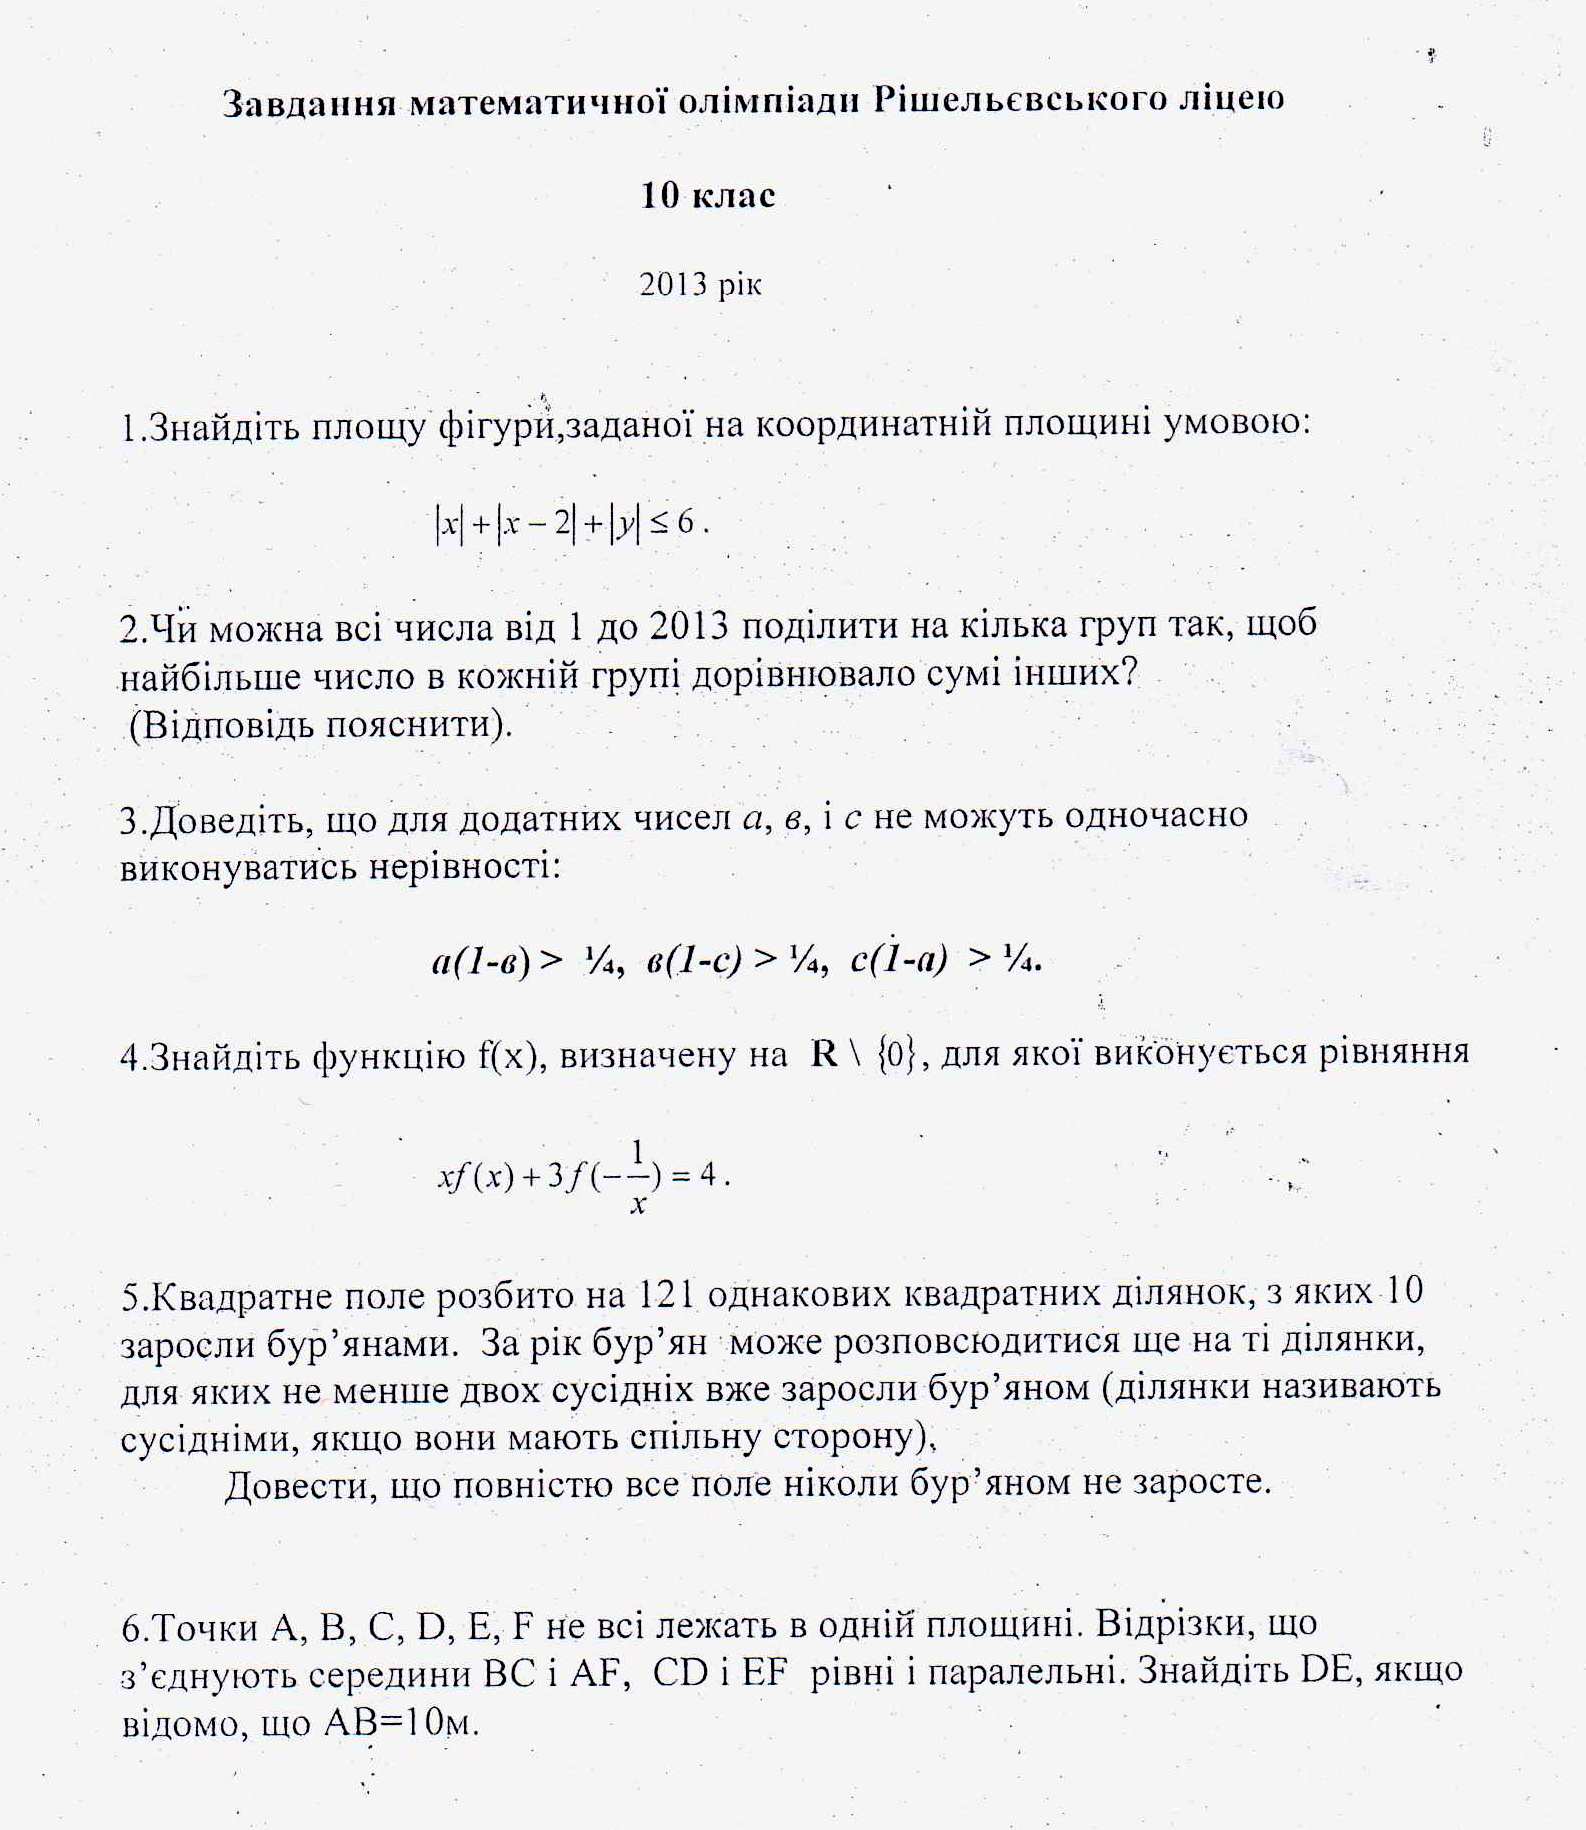 Завдання математичної олімпіади Рішельєвського ліцею
10 клас
2013 рік
1.Знайдіть площу фігури,заданої на координатній площині умовою:
|x|+|x−2|+|y|≤6.
2.Чи можна всі числа від 1 до 2013 поділити на кілька груп так, щоб
найбільше число в кожній групі дорівнювало сумі інших?
(Відповідь пояснити).
3.Доведіть, що для додатних чисел а, в, і с не можуть одночасно
виконуватись нерівності:
а(1-в) > ¼, в(1-с) > ¼, с(1-а) > ¼.
4.Знайдіть функцію f(x), визначену на R \ {0}, для якої виконується рівняння
xf(x)+3f(−1/x)=4.
5.Квадратне поле розбито на 121 однакових квадратних ділянок, з яких 10
заросли бур’янами. За рік бур’ян може розповсюдитися ще на ті ділянки,
для яких не менше двох сусідніх вже заросли бур’яном (ділянки називають
сусідніми, якщо вони мають спільну сторону).
Довести, що повністю все поле ніколи бур’яном не заросте.
6.Точки A, B, C, D, E, F не всі лежать в одній площині. Відрізки, що
з’єднують середини BC і AF, CD і EF рівні і паралельні. Знайдіть DE, якщо
відомо, що AB=10м.